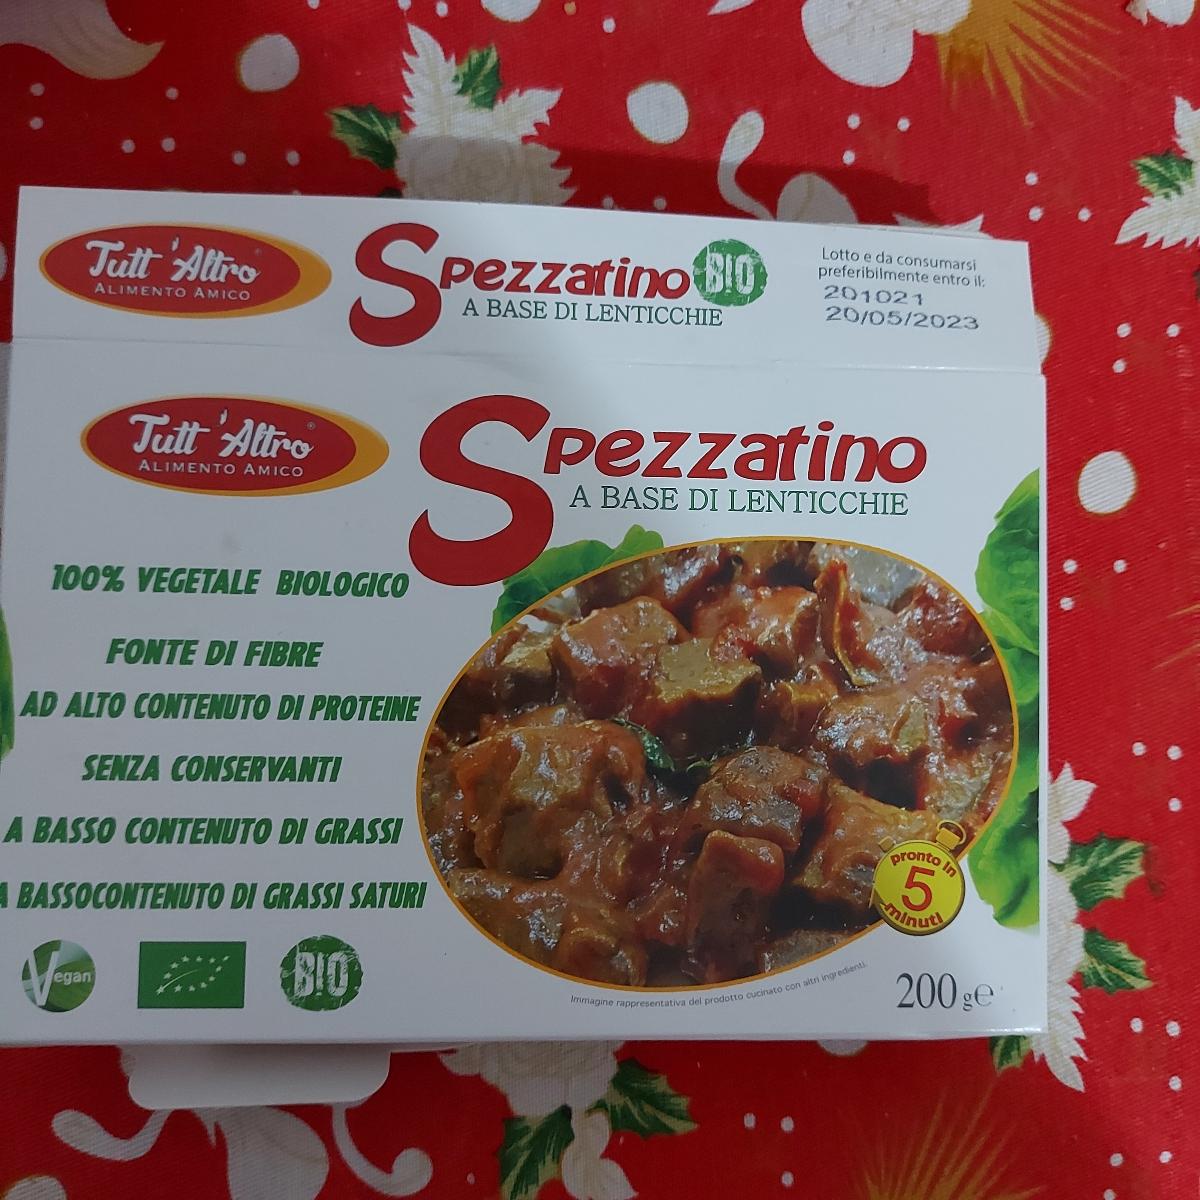 Tutt'Altro®
ALIMENTO AMICO
Spezzatino BIO
A BASE DI LENTICCHIE
Lotto e da consumarsi
preferibilmente entro il:
201021
20/05/2023
Tutt'Altro®
ALIMENTO AMICO
Spezzatino
A BASE DI LENTICCHIE
100% VEGETALE BIOLOGICO
FONTE DI FIBRE
AD ALTO CONTENUTO DI PROTEINE
SENZA CONSERVANTI
A BASSO CONTENUTO DI GRASSI
A BASSOCONTENUTO DI GRASSI SATURI
pronto in
5
minuti
Vegan
BIO
Immagine rappresentativa del prodotto cucinato con altri ingredienti.
200 g e